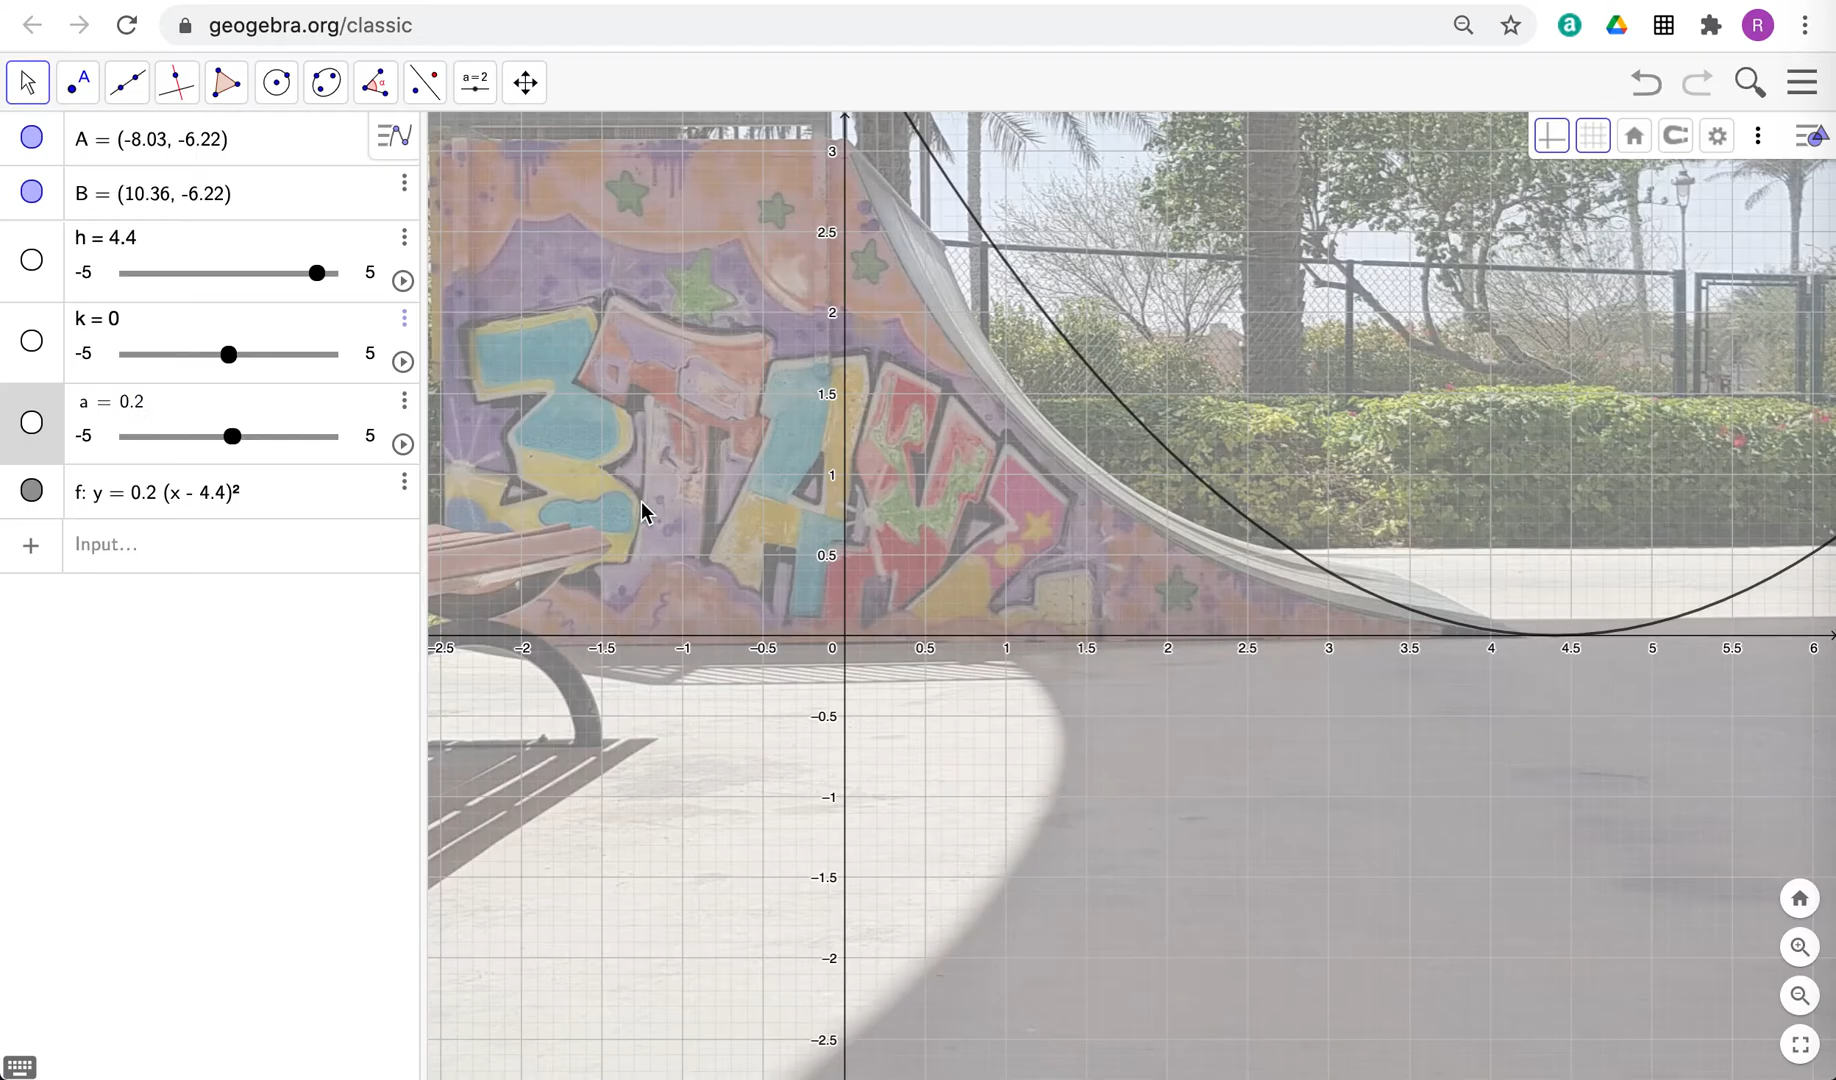 geogebra.org/classic
R
A
α
a=2
A = (-8.03, -6.22)
B = (10.36, -6.22)
h = 4.4
-5 5
k = 0
-5 5
a = 0.2
-5 5
f: y = 0.2 (x - 4.4)²
+ Input...
3
2.5
2
1.5
1
0.5
-2.5 -2 -1.5 -1 -0.5 0 0.5 1 1.5 2 2.5 3 3.5 4 4.5 5 5.5 6
-0.5
-1
-1.5
-2
-2.5